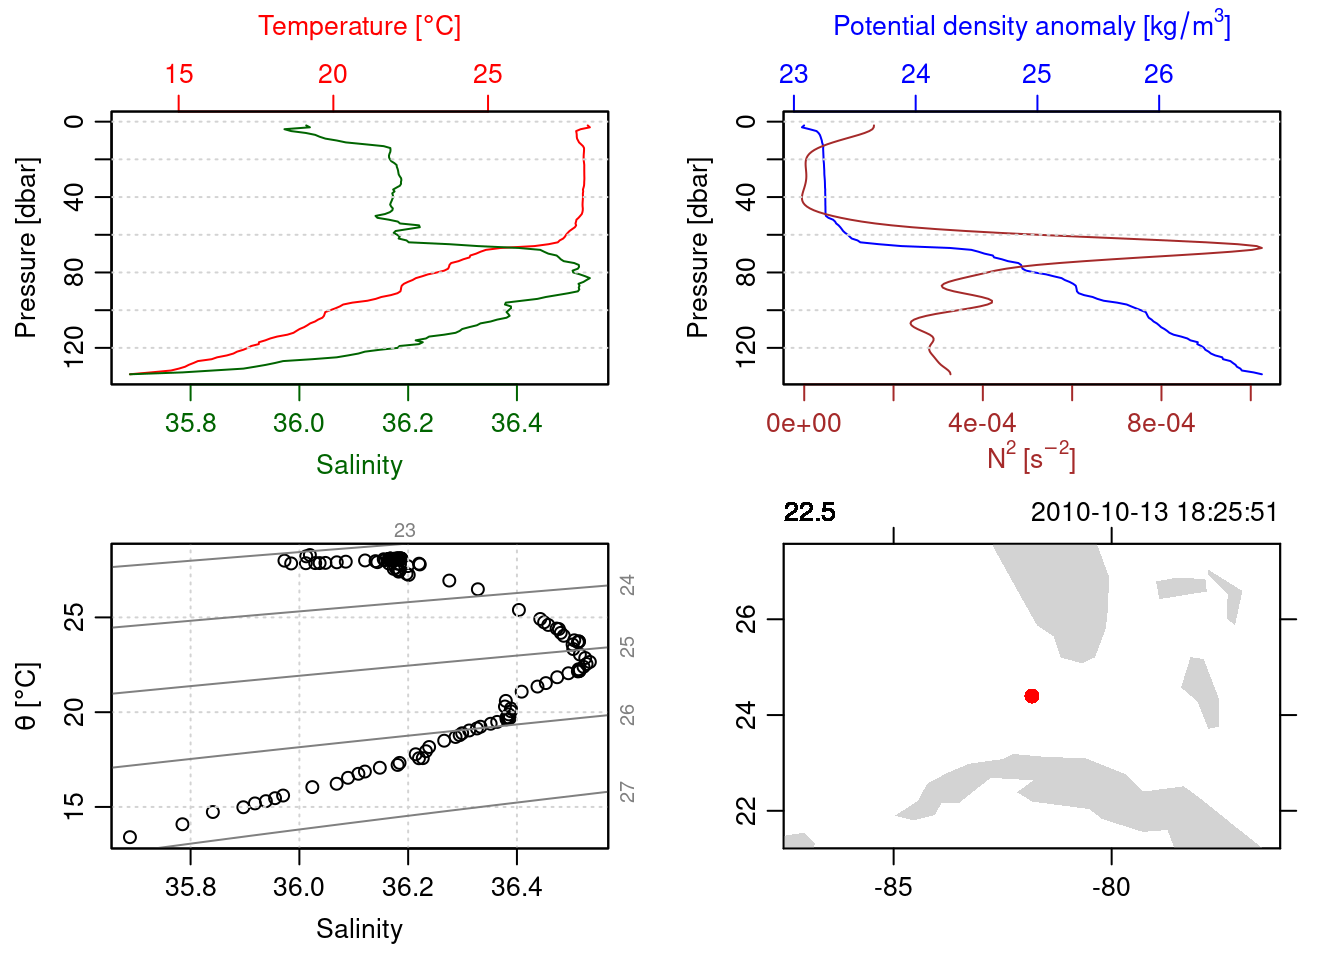 Temperature [°C]
15 20 25
Pressure [dbar]
0 40 80 120
35.8 36.0 36.2 36.4
Salinity
Potential density anomaly [kg/m³]
23 24 25 26
Pressure [dbar]
0 40 80 120
0e+00 4e-04 8e-04
N² [s⁻²]
23
24
25
26
27
θ [°C]
15 20 25
35.8 36.0 36.2 36.4
Salinity
22.5 2010-10-13 18:25:51
26
24
22
-85 -80